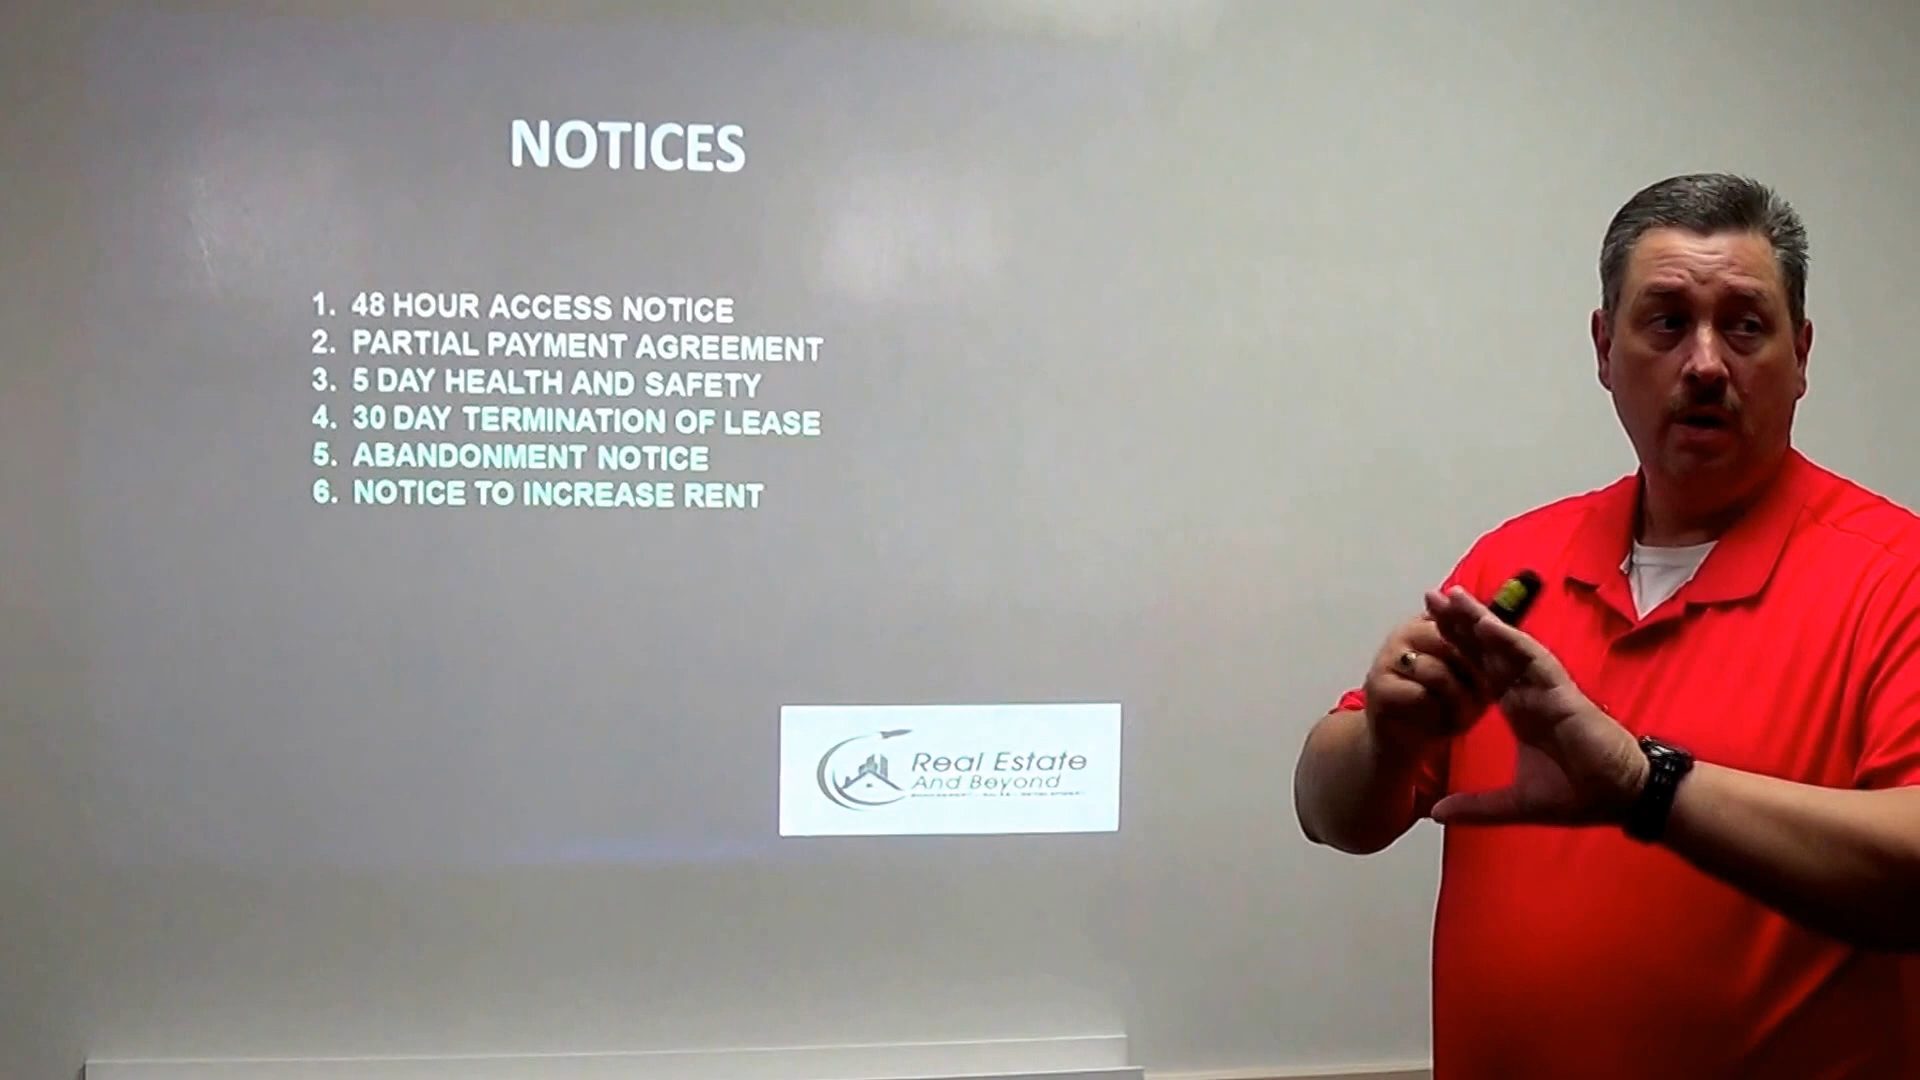 NOTICES
1. 48 HOUR ACCESS NOTICE
2. PARTIAL PAYMENT AGREEMENT
3. 5 DAY HEALTH AND SAFETY
4. 30 DAY TERMINATION OF LEASE
5. ABANDONMENT NOTICE
6. NOTICE TO INCREASE RENT
Real Estate
And Beyond